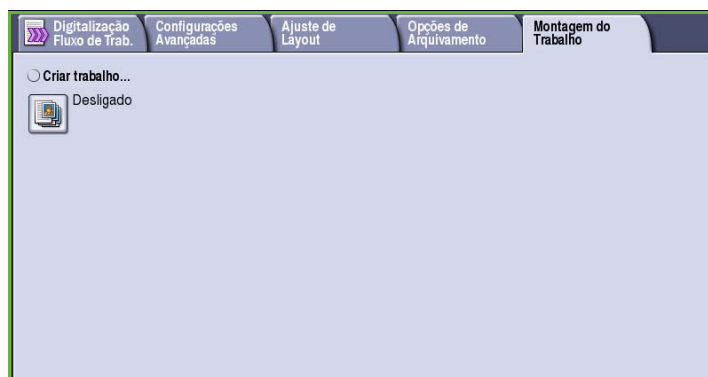 Digitalização
Fluxo de Trab.
Configurações
Avançadas
Ajuste de
Layout
Opções de
Arquivamento
Montagem do
Trabalho
Criar trabalho...
Desligado